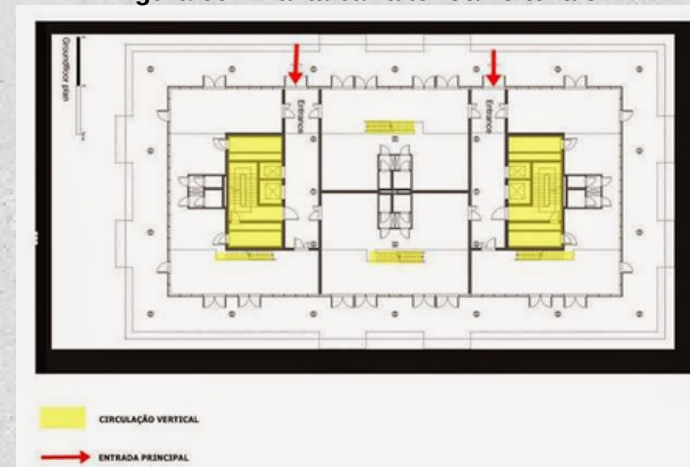 Groundfloor plan
Entrance
Entrance
CIRCULAÇÃO VERTICAL
ENTRADA PRINCIPAL